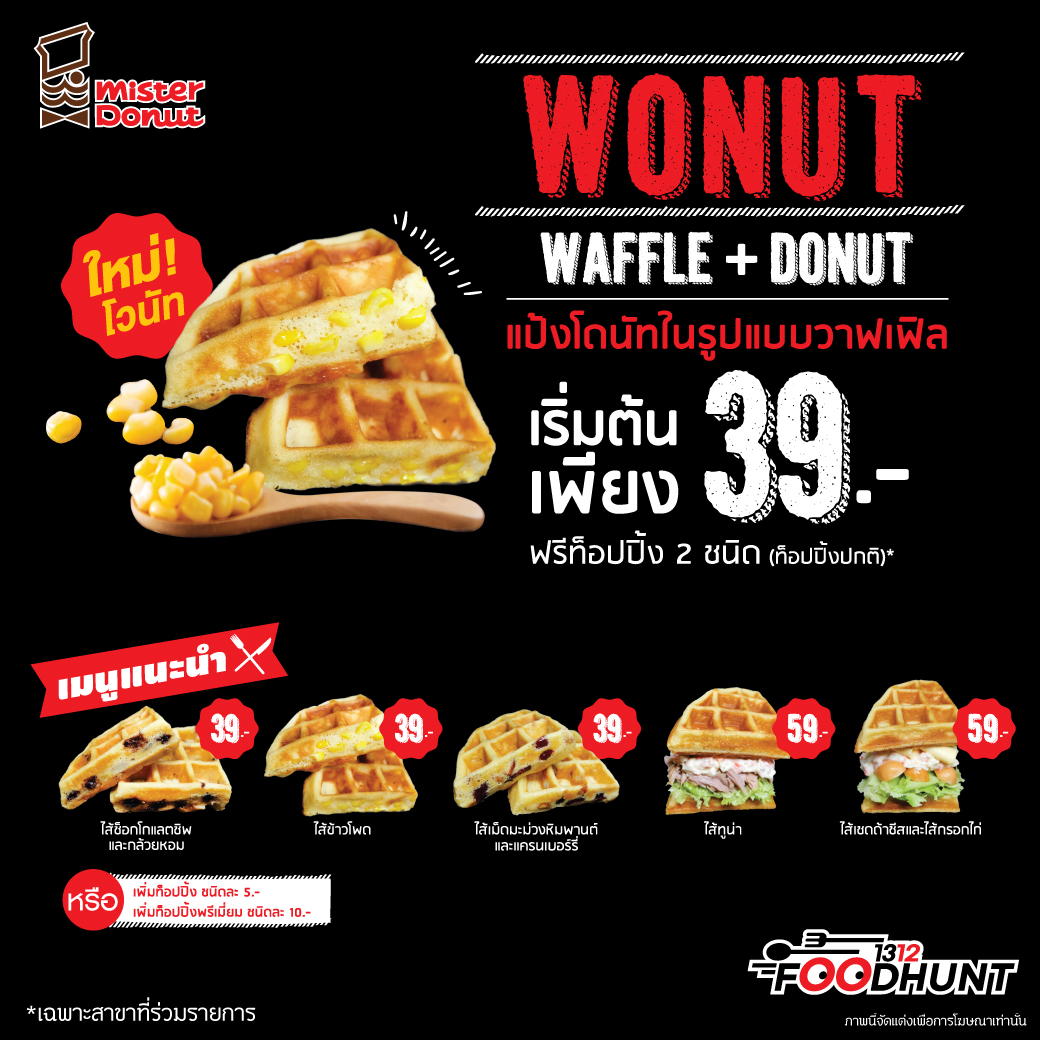 Mister
Donut
WONUT
WAFFLE + DONUT
ใหม่!
โวนัท
แป้งโดนัทในรูปแบบวาฟเฟิล
เริ่มต้น
เพียง 39.-
ฟรีท็อปปิ้ง 2 ชนิด (ท็อปปิ้งปกติ)*
เมนูแนะนำ
39.-
39.-
39.-
59.-
59.-
ไส้ช็อกโกแลตชิพ
และกล้วยหอม
ไส้ข้าวโพด
ไส้เม็ดมะม่วงหิมพานต์
และแครนเบอร์รี่
ไส้ทูน่า
ไส้เชดด้าชีสและไส้กรอกไก่
หรือ
เพิ่มท็อปปิ้ง ชนิดละ 5.-
เพิ่มท็อปปิ้งพรีเมี่ยม ชนิดละ 10.-
1312
FOODHUNT
*เฉพาะสาขาที่ร่วมรายการ
ภาพนี้จัดแต่งเพื่อการโฆษณาเท่านั้น